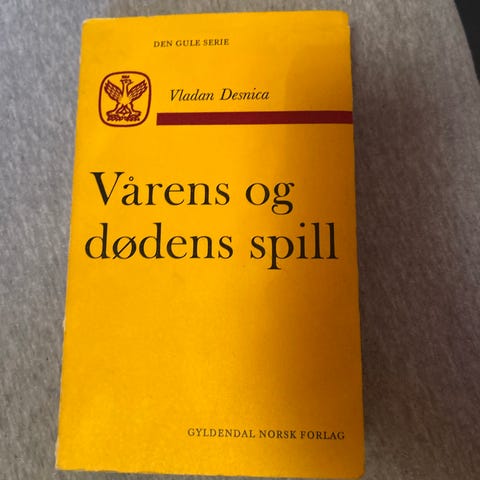 DEN GULE SERIE
Vladan Desnica
Vårens og
dødens spill
GYLDENDAL NORSK FORLAG